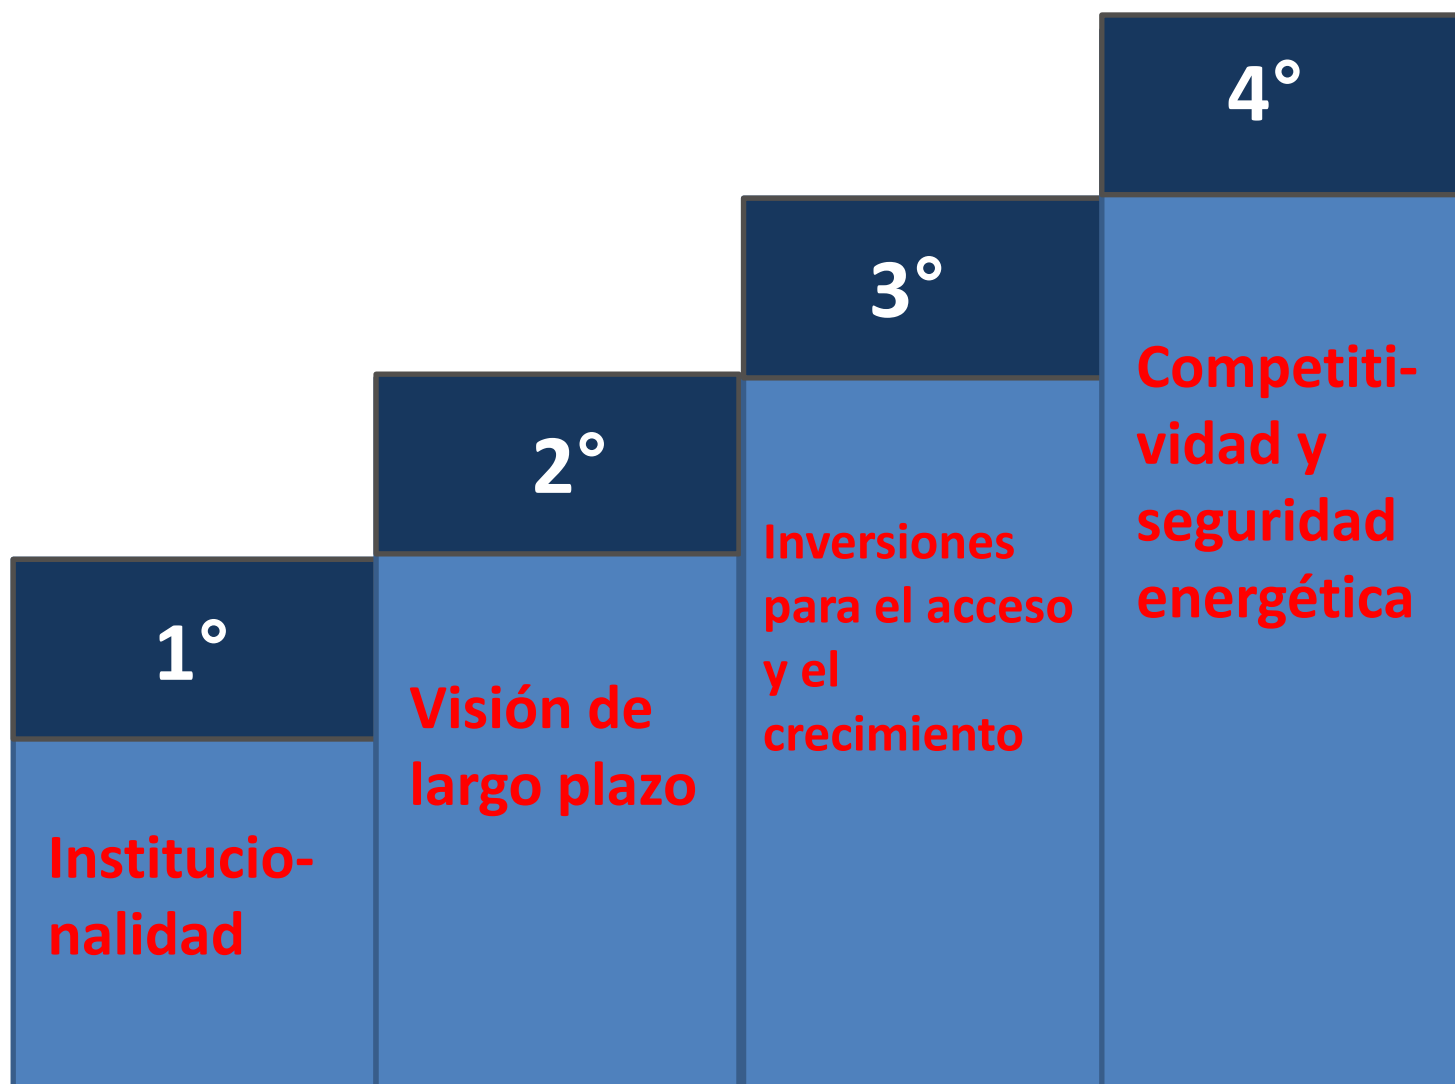 1°
Institucio-
nalidad
2°
Visión de
largo plazo
3°
Inversiones
para el acceso
y el
crecimiento
4°
Competiti-
vidad y
seguridad
energética